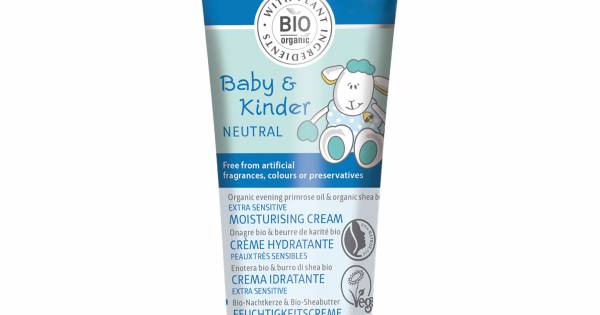 WITH PLANT INGREDIENTS
BIO
organic
Baby &
Kinder
NEUTRAL
Free from artificial
fragrances, colours or preservatives
Organic evening primrose oil & organic shea b
EXTRA SENSITIVE
MOISTURISING CREAM
Onagre bio & beurre de karité bio
CRÈME HYDRATANTE
PEAUX TRÈS SENSIBLES
Enotera bio & burro di shea bio
CREMA IDRATANTE
EXTRA SENSITIVE
Bio-Nachtkerze & Bio-Sheabutter
FEUCHTIGKEITSCREME
Vega